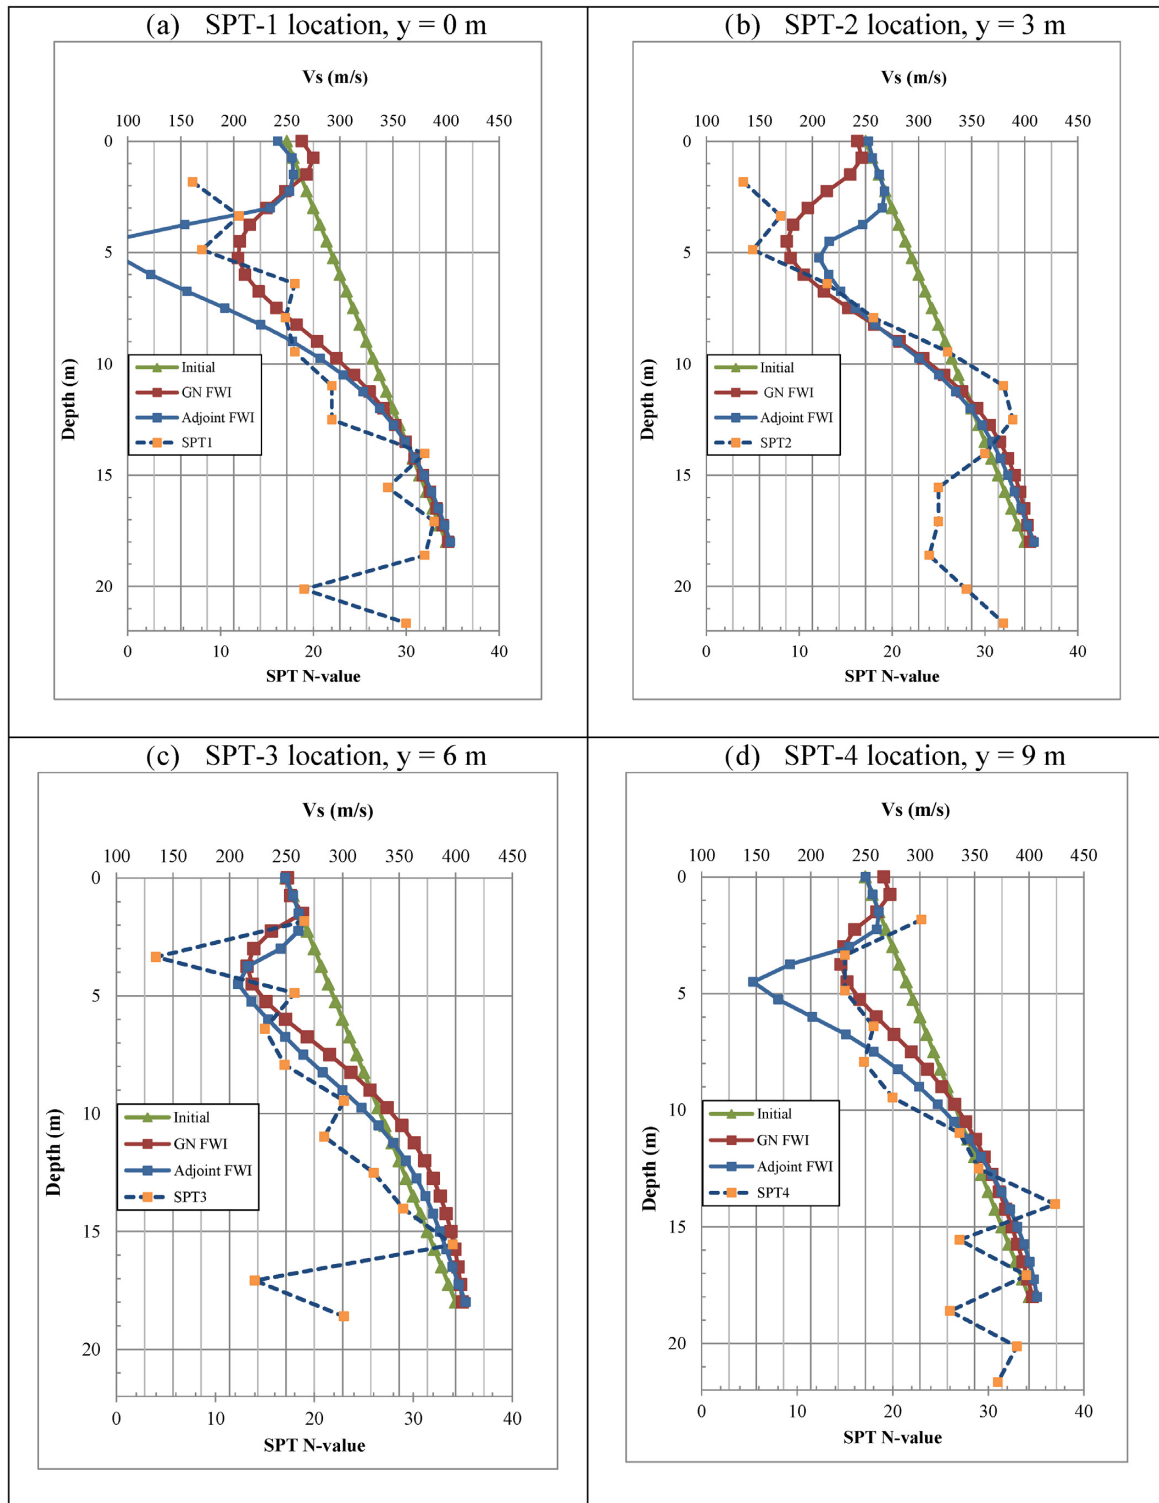 (a) SPT-1 location, y = 0 m
Vs (m/s)
100 150 200 250 300 350 400 450
0
5
10
15
20
Depth (m)
Initial
GN FWI
Adjoint FWI
SPT1
0 10 20 30 40
SPT N-value
(b) SPT-2 location, y = 3 m
Vs (m/s)
100 150 200 250 300 350 400 450
0
5
10
15
20
Depth (m)
Initial
GN FWI
Adjoint FWI
SPT2
0 10 20 30 40
SPT N-value
(c) SPT-3 location, y = 6 m
Vs (m/s)
100 150 200 250 300 350 400 450
0
5
10
15
20
Depth (m)
Initial
GN FWI
Adjoint FWI
SPT3
0 10 20 30 40
SPT N-value
(d) SPT-4 location, y = 9 m
Vs (m/s)
100 150 200 250 300 350 400 450
0
5
10
15
20
Depth (m)
Initial
GN FWI
Adjoint FWI
SPT4
0 10 20 30 40
SPT N-value